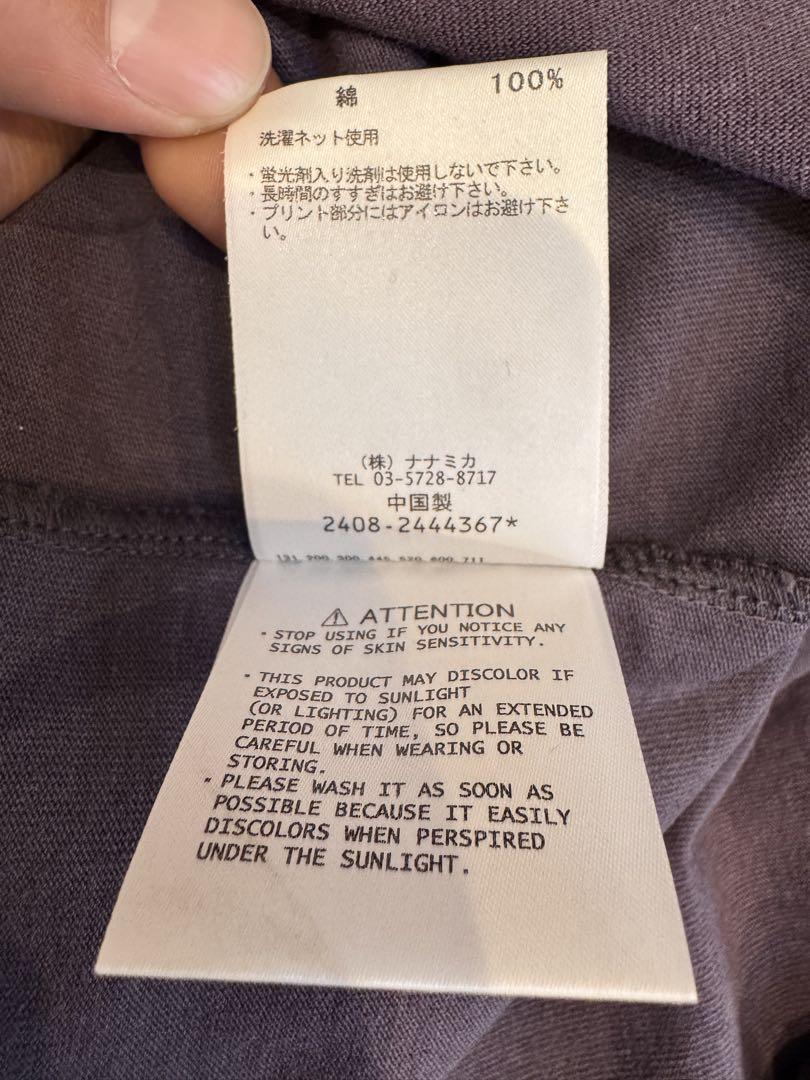 綿 100%
洗濯ネット使用
・蛍光剤入り洗剤は使用しないで下さい。
・長時間のすすぎはお避け下さい。
・プリント部分にはアイロンはお避け下さ
い。
(株) ナナミカ
TEL 03-5728-8717
中国製
2408-2444367*
⚠ ATTENTION
・STOP USING IF YOU NOTICE ANY
SIGNS OF SKIN SENSITIVITY.
・THIS PRODUCT MAY DISCOLOR IF
EXPOSED TO SUNLIGHT
(OR LIGHTING) FOR AN EXTENDED
PERIOD OF TIME, SO PLEASE BE
CAREFUL WHEN WEARING OR
STORING.
・PLEASE WASH IT AS SOON AS
POSSIBLE BECAUSE IT EASILY
DISCOLORS WHEN PERSPIRED
UNDER THE SUNLIGHT.